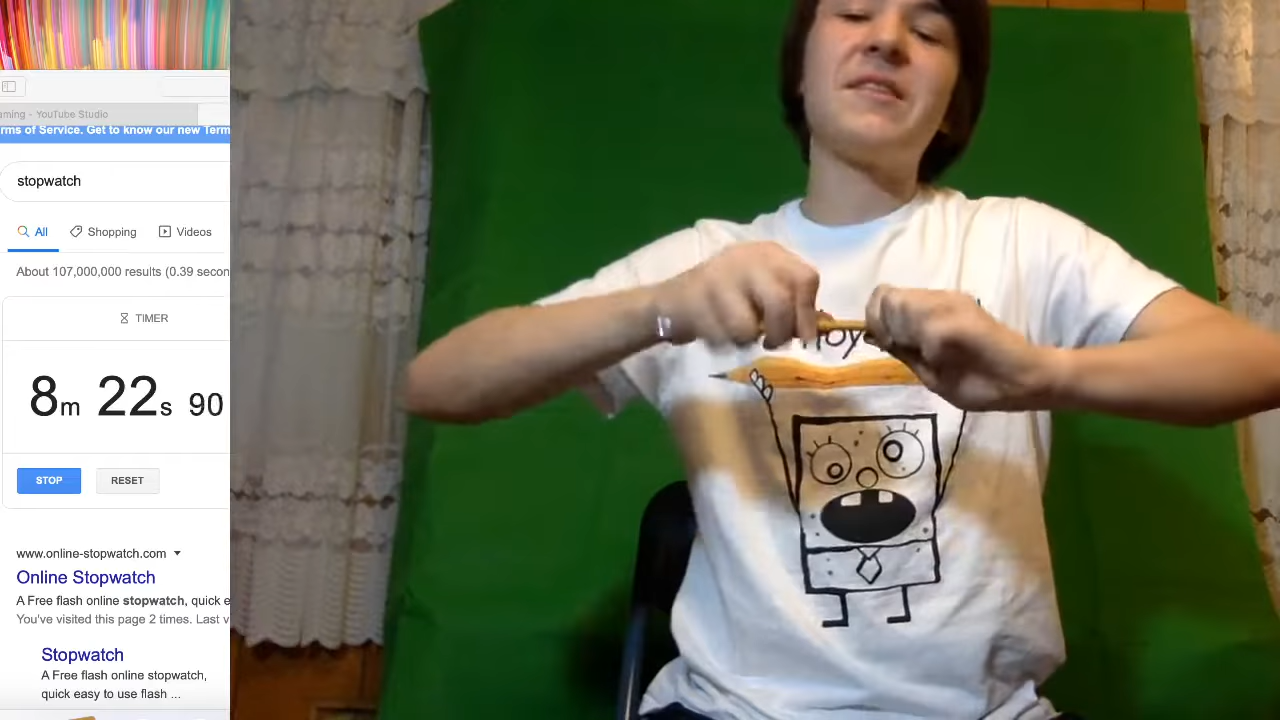 aming - YouTube Studio
rms of Service. Get to know our new Term
stopwatch
All Shopping Videos
About 107,000,000 results (0.39 secon
TIMER
8m 22s 90
STOP RESET
www.online-stopwatch.com
Online Stopwatch
A Free flash online stopwatch, quick e
You've visited this page 2 times. Last v
Stopwatch
A Free flash online stopwatch,
quick easy to use flash ...